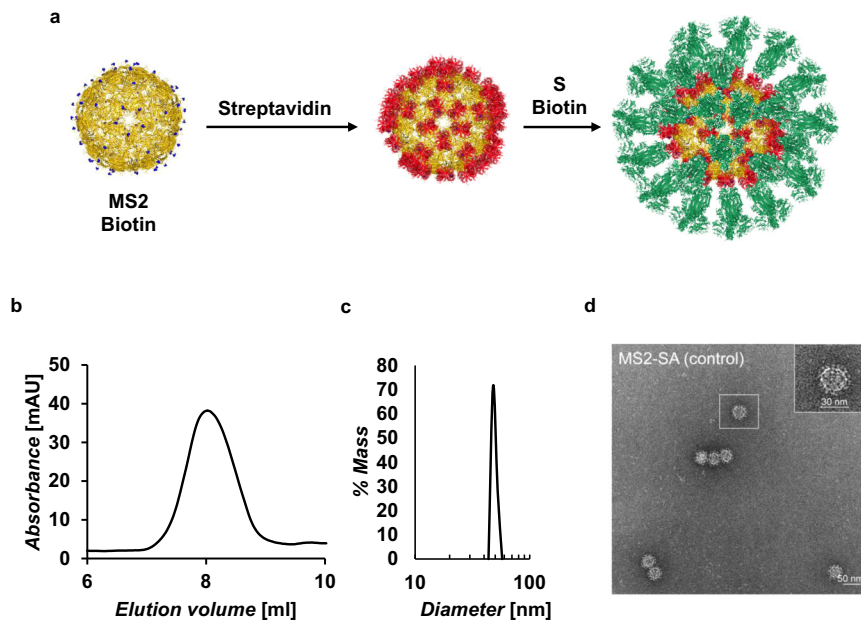 a
MS2
Biotin
Streptavidin
S
Biotin
b
50
40
30
20
10
0
Absorbance [mAU]
6
8
10
Elution volume [ml]
c
80
70
60
50
40
30
20
10
0
% Mass
10
100
Diameter [nm]
d
MS2-SA (control)
30 nm
50 nm